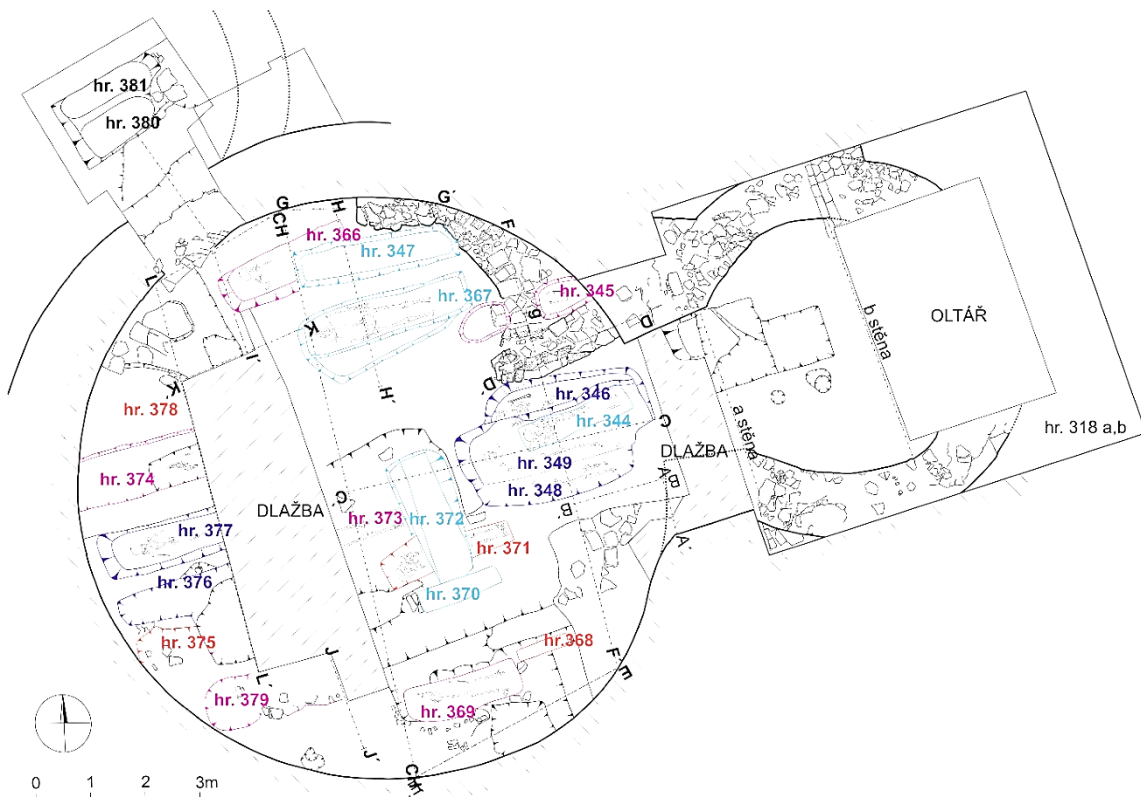 hr. 381
hr. 380
G
CH
H
G´
F
hr. 366
hr. 347
hr. 367
hr. 345
g
L
K
I
K´
H´
D
D´
b stěna
OLTÁŘ
hr. 378
hr. 346
hr. 344
C
a stěna
hr. 318 a,b
hr. 374
hr. 349
DLAŽBA
hr. 348
A
B
B´
C´
DLAŽBA
hr. 373
hr. 372
hr. 377
hr. 371
A´
hr. 376
hr. 370
hr. 375
hr.368
J
F´
E
L´
hr. 379
hr. 369
J´
CH´
0 1 2 3m